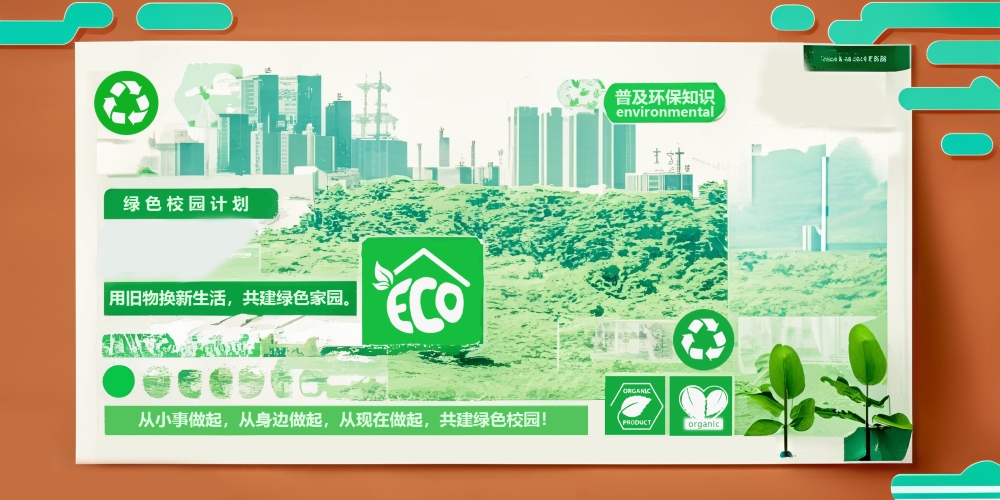 普及环保知识
environmental
绿色校园计划
ECO
用旧物换新生活，共建绿色家园。
ORGANIC
PRODUCT
organic
从小事做起，从身边做起，从现在做起，共建绿色校园！